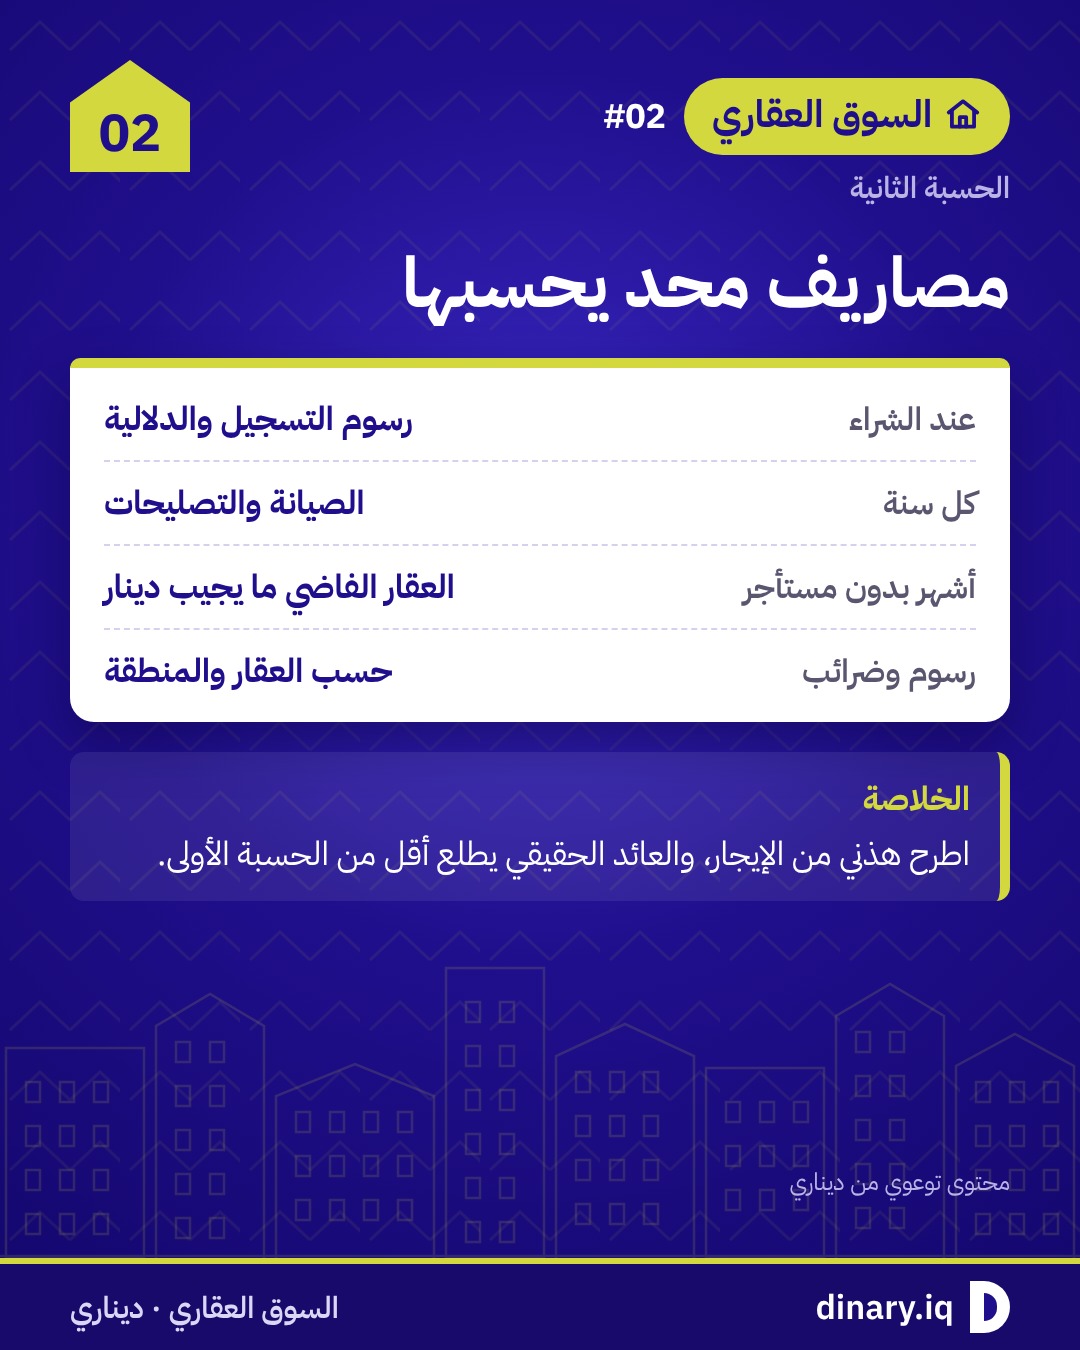 السوق العقاري #02
02
الحسبة الثانية
مصاريف محد يحسبها
عند الشراء رسوم التسجيل والدلالية
كل سنة الصيانة والتصليحات
أشهر بدون مستأجر العقار الفاضي ما يجيب دينار
رسوم وضرائب حسب العقار والمنطقة
الخلاصة
اطرح هذني من الإيجار، والعائد الحقيقي يطلع أقل من الحسبة الأولى.
محتوى توعوي من ديناري
dinary.iq
السوق العقاري · ديناري